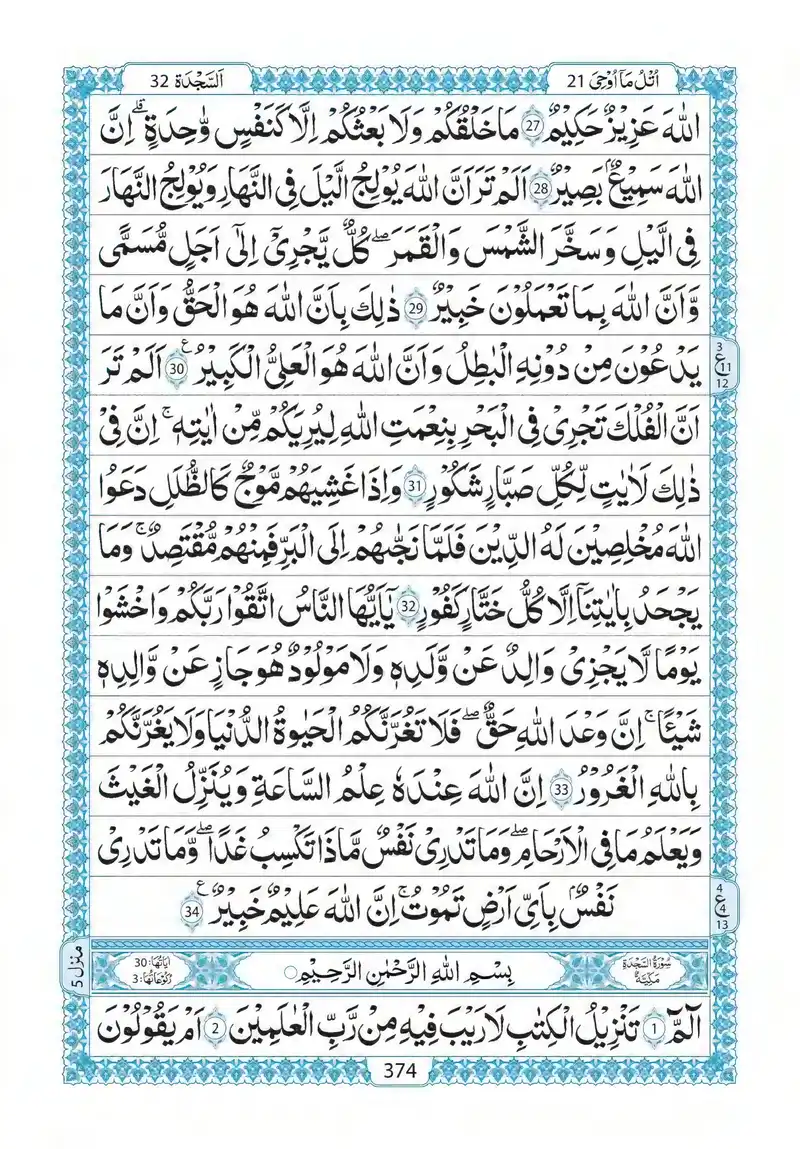 اُتْلُ مَآ اُوْحِیَ 21
اَلسَّجْدَة 32
اللّٰهَ عَزِیْزٌ حَكِیْمٌ 27 مَا خَلْقُكُمْ وَلَا بَعْثُكُمْ اِلَّا كَنَفْسٍ وَّاحِدَةٍ ؕ اِنَّ
اللّٰهَ سَمِیْعٌۢ بَصِیْرٌ 28 اَلَمْ تَرَ اَنَّ اللّٰهَ یُوْلِجُ الَّیْلَ فِی النَّهَارِ وَیُوْلِجُ النَّهَارَ
فِی الَّیْلِ وَسَخَّرَ الشَّمْسَ وَالْقَمَرَ ۖ كُلٌّ یَّجْرِیْۤ اِلٰۤی اَجَلٍ مُّسَمًّی
وَّاَنَّ اللّٰهَ بِمَا تَعْمَلُوْنَ خَبِیْرٌ 29 ذٰلِكَ بِاَنَّ اللّٰهَ هُوَ الْحَقُّ وَاَنَّ مَا
یَدْعُوْنَ مِنْ دُوْنِهِ الْبٰطِلُ وَاَنَّ اللّٰهَ هُوَ الْعَلِیُّ الْكَبِیْرُ 30 ع اَلَمْ تَرَ
3 ع 11 12
اَنَّ الْفُلْكَ تَجْرِیْ فِی الْبَحْرِ بِنِعْمَتِ اللّٰهِ لِیُرِیَكُمْ مِّنْ اٰیٰتِهٖ ؕ اِنَّ فِیْ
ذٰلِكَ لَاٰیٰتٍ لِّكُلِّ صَبَّارٍ شَكُوْرٍ 31 وَاِذَا غَشِیَهُمْ مَّوْجٌ كَالظُّلَلِ دَعَوُا
اللّٰهَ مُخْلِصِیْنَ لَهُ الدِّیْنَ فَلَمَّا نَجّٰىهُمْ اِلَی الْبَرِّ فَمِنْهُمْ مُّقْتَصِدٌ ؕ وَمَا
یَجْحَدُ بِاٰیٰتِنَاۤ اِلَّا كُلُّ خَتَّارٍ كَفُوْرٍ 32 یٰۤاَیُّهَا النَّاسُ اتَّقُوْا رَبَّكُمْ وَاخْشَوْا
یَوْمًا لَّا یَجْزِیْ وَالِدٌ عَنْ وَّلَدِهٖ وَلَا مَوْلُوْدٌ هُوَ جَازٍ عَنْ وَّالِدِهٖ
شَیْـًٔا ؕ اِنَّ وَعْدَ اللّٰهِ حَقٌّ ۖ فَلَا تَغُرَّنَّكُمُ الْحَیٰوةُ الدُّنْیَا وَلَا یَغُرَّنَّكُمْ
بِاللّٰهِ الْغَرُوْرُ 33 اِنَّ اللّٰهَ عِنْدَهٗ عِلْمُ السَّاعَةِ وَیُنَزِّلُ الْغَیْثَ
وَیَعْلَمُ مَا فِی الْاَرْحَامِ ؕ وَمَا تَدْرِیْ نَفْسٌ مَّاذَا تَكْسِبُ غَدًا ؕ وَّمَا تَدْرِیْ
نَفْسٌۢ بِاَیِّ اَرْضٍ تَمُوْتُ ؕ اِنَّ اللّٰهَ عَلِیْمٌ خَبِیْرٌ 34 ع
4 ع 4 13
سُوْرَةُ السَّجْدَةِ مَكِّیَّةٌ
بِسْمِ اللّٰهِ الرَّحْمٰنِ الرَّحِیْمِ
اٰیَاتُهَا: 30 رُكُوْعَاتُهَا: 3
منزل 5
الٓمّٓ 1 تَنْزِیْلُ الْكِتٰبِ لَا رَیْبَ فِیْهِ مِنْ رَّبِّ الْعٰلَمِیْنَ 2 اَمْ یَقُوْلُوْنَ
374